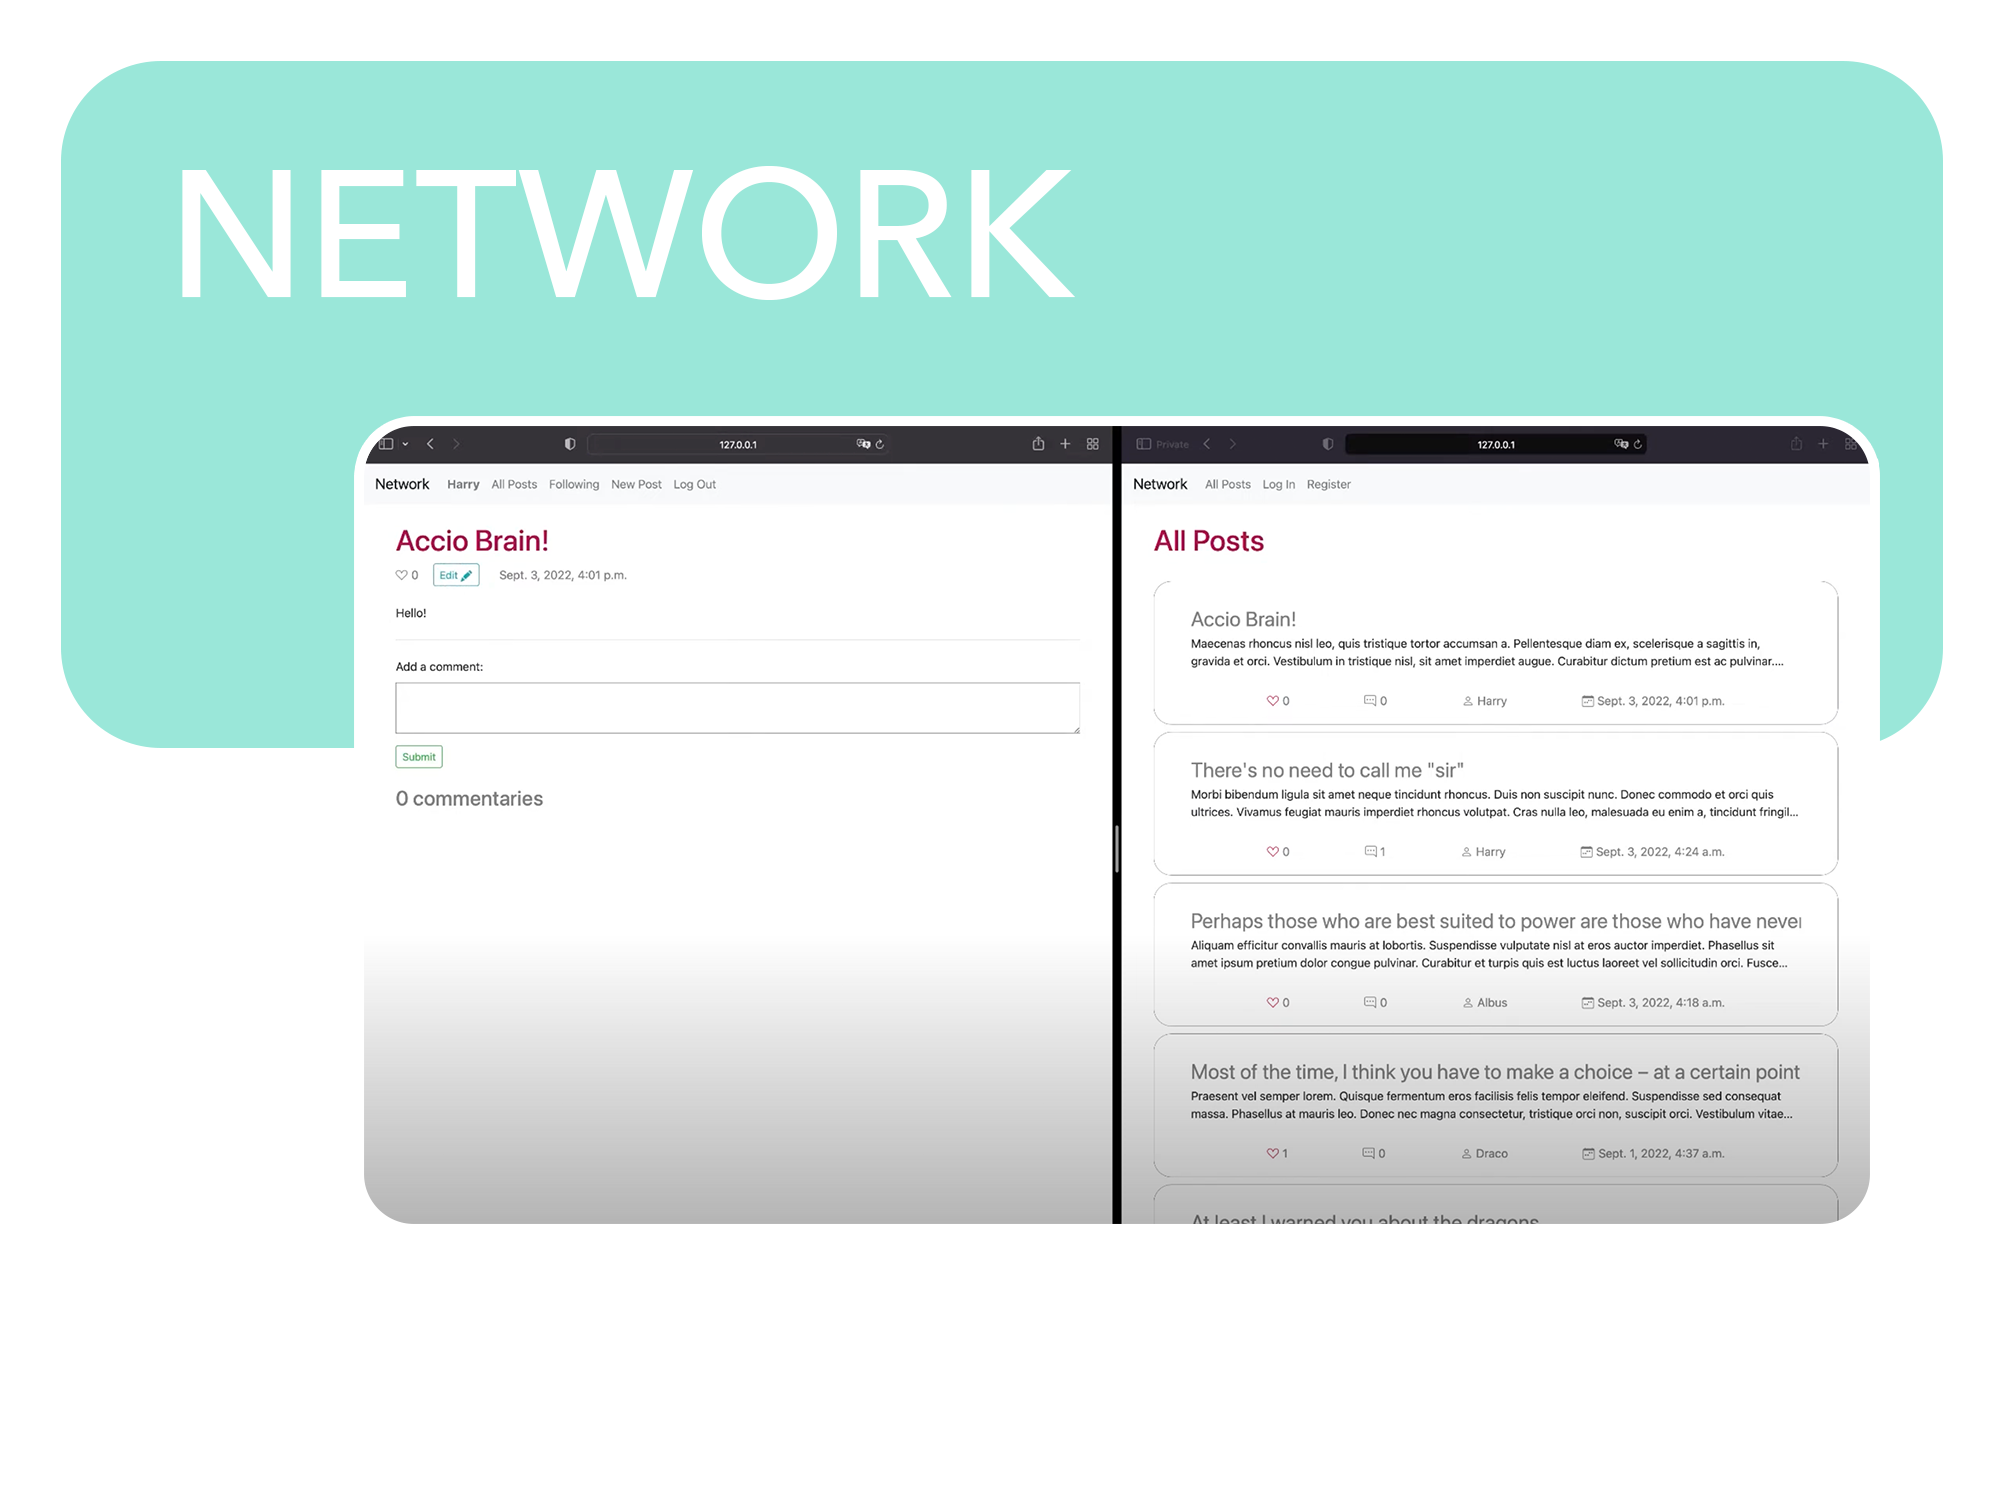 NETWORK
127.0.0.1
Network Harry All Posts Following New Post Log Out
Accio Brain!
0 Edit Sept. 3, 2022, 4:01 p.m.
Hello!
Add a comment:
Submit
0 commentaries
Private 127.0.0.1
Network All Posts Log In Register
All Posts
Accio Brain!
Maecenas rhoncus nisl leo, quis tristique tortor accumsan a. Pellentesque diam ex, scelerisque a sagittis in,
gravida et orci. Vestibulum in tristique nisl, sit amet imperdiet augue. Curabitur dictum pretium est ac pulvinar....
0 0 Harry Sept. 3, 2022, 4:01 p.m.
There's no need to call me "sir"
Morbi bibendum ligula sit amet neque tincidunt rhoncus. Duis non suscipit nunc. Donec commodo et orci quis
ultrices. Vivamus feugiat mauris imperdiet rhoncus volutpat. Cras nulla leo, malesuada eu enim a, tincidunt fringil...
0 1 Harry Sept. 3, 2022, 4:24 a.m.
Perhaps those who are best suited to power are those who have never
Aliquam efficitur convallis mauris at lobortis. Suspendisse vulputate nisl at eros auctor imperdiet. Phasellus sit
amet ipsum pretium dolor congue pulvinar. Curabitur et turpis quis est luctus laoreet vel sollicitudin orci. Fusce...
0 0 Albus Sept. 3, 2022, 4:18 a.m.
Most of the time, I think you have to make a choice – at a certain point
Praesent vel semper lorem. Quisque fermentum eros facilisis felis tempor eleifend. Suspendisse sed consequat
massa. Phasellus at mauris leo. Donec nec magna consectetur, tristique orci non, suscipit orci. Vestibulum vitae...
1 0 Draco Sept. 1, 2022, 4:37 a.m.
At least I warned you about the dragons